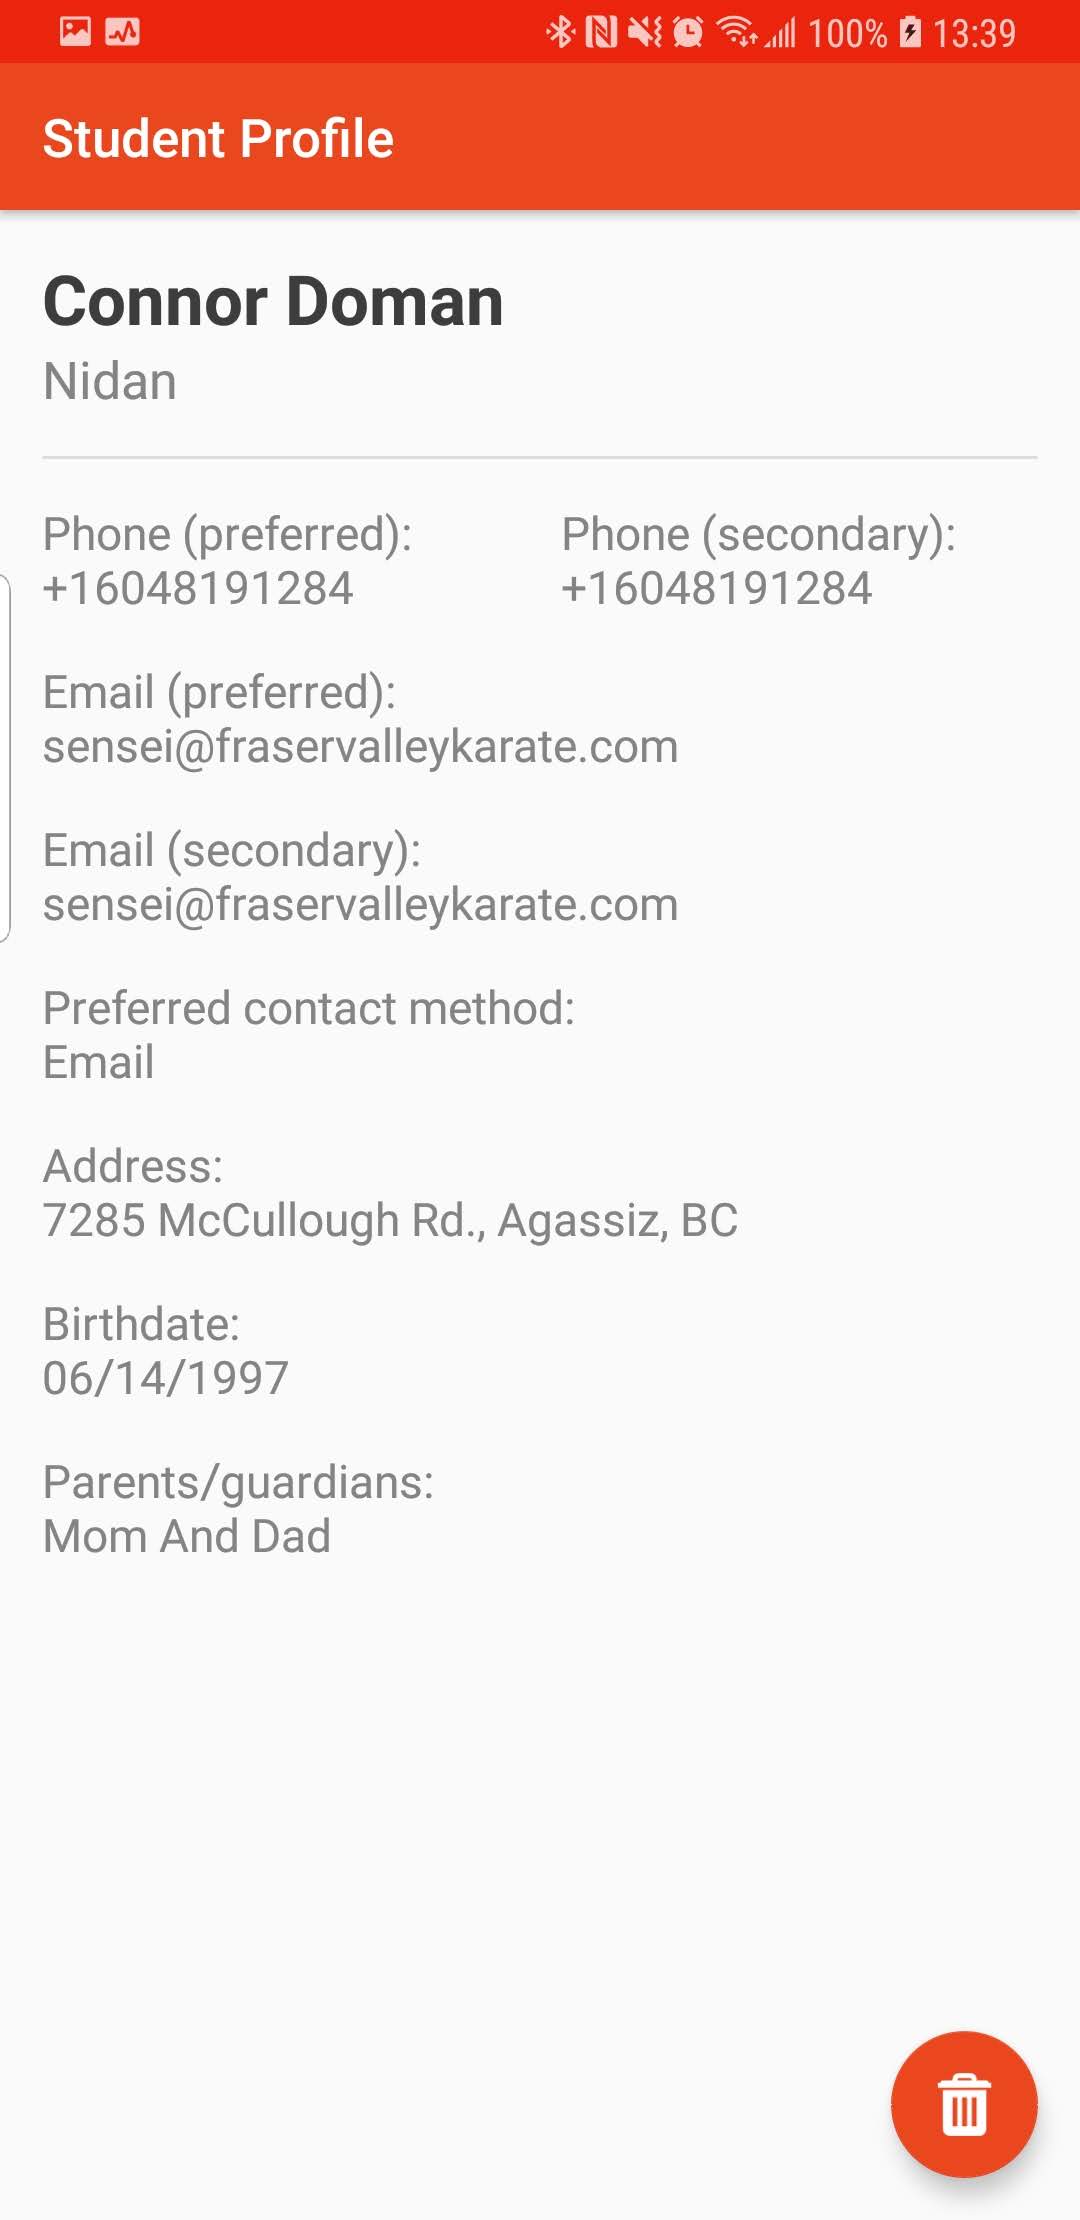 100% 13:39
Student Profile
Connor Doman
Nidan
Phone (preferred):
+16048191284
Phone (secondary):
+16048191284
Email (preferred):
sensei@fraservalleykarate.com
Email (secondary):
sensei@fraservalleykarate.com
Preferred contact method:
Email
Address:
7285 McCullough Rd., Agassiz, BC
Birthdate:
06/14/1997
Parents/guardians:
Mom And Dad